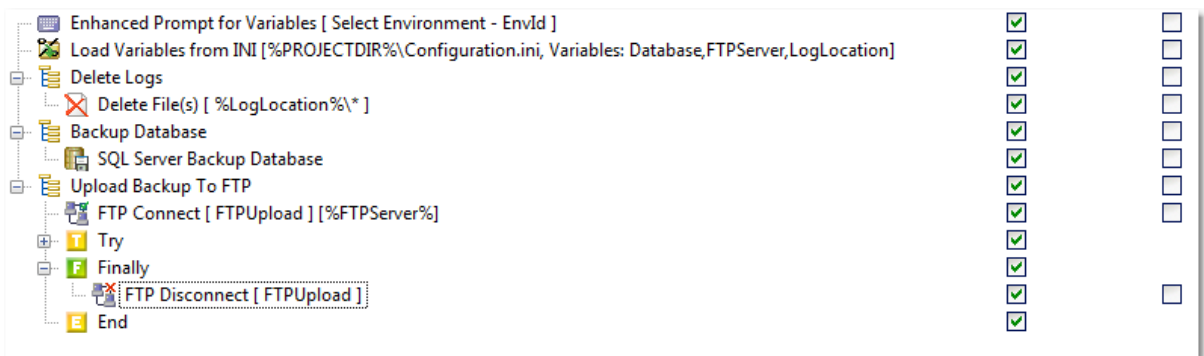 Enhanced Prompt for Variables [ Select Environment - EnvId ]
Load Variables from INI [%PROJECTDIR%\Configuration.ini, Variables: Database,FTPServer,LogLocation]
Delete Logs
Delete File(s) [ %LogLocation%\* ]
Backup Database
SQL Server Backup Database
Upload Backup To FTP
FTP Connect [ FTPUpload ] [%FTPServer%]
T Try
F Finally
FTP Disconnect [ FTPUpload ]
E End